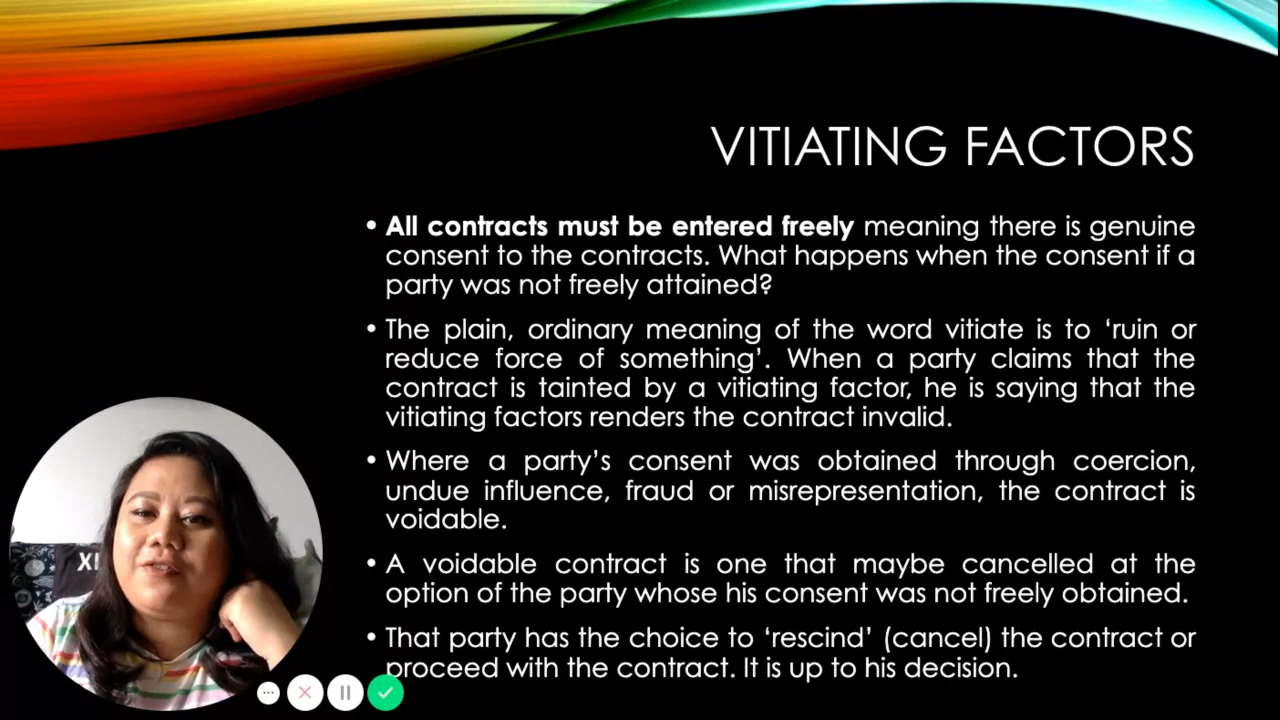 VITIATING FACTORS
• All contracts must be entered freely meaning there is genuine
consent to the contracts. What happens when the consent if a
party was not freely attained?
• The plain, ordinary meaning of the word vitiate is to ‘ruin or
reduce force of something’. When a party claims that the
contract is tainted by a vitiating factor, he is saying that the
vitiating factors renders the contract invalid.
• Where a party’s consent was obtained through coercion,
undue influence, fraud or misrepresentation, the contract is
voidable.
• A voidable contract is one that maybe cancelled at the
option of the party whose his consent was not freely obtained.
• That party has the choice to ‘rescind’ (cancel) the contract or
proceed with the contract. It is up to his decision.